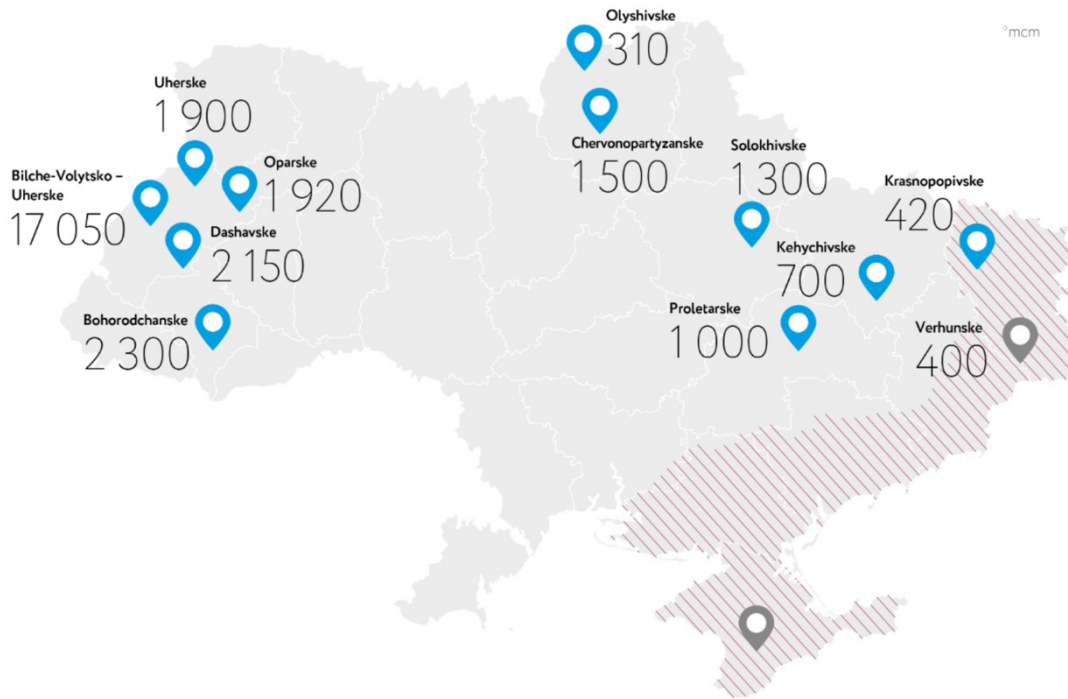 °mcm
Olyshivske
310
Uherske
1 900
Chervonopartyzanske
1 500
Solokhivske
1 300
Oparske
1 920
Bilche-Volytsko –
Uherske
17 050
Krasnopopivske
420
Dashavske
2 150
Kehychivske
700
Bohorodchanske
2 300
Proletarske
1 000
Verhunske
400